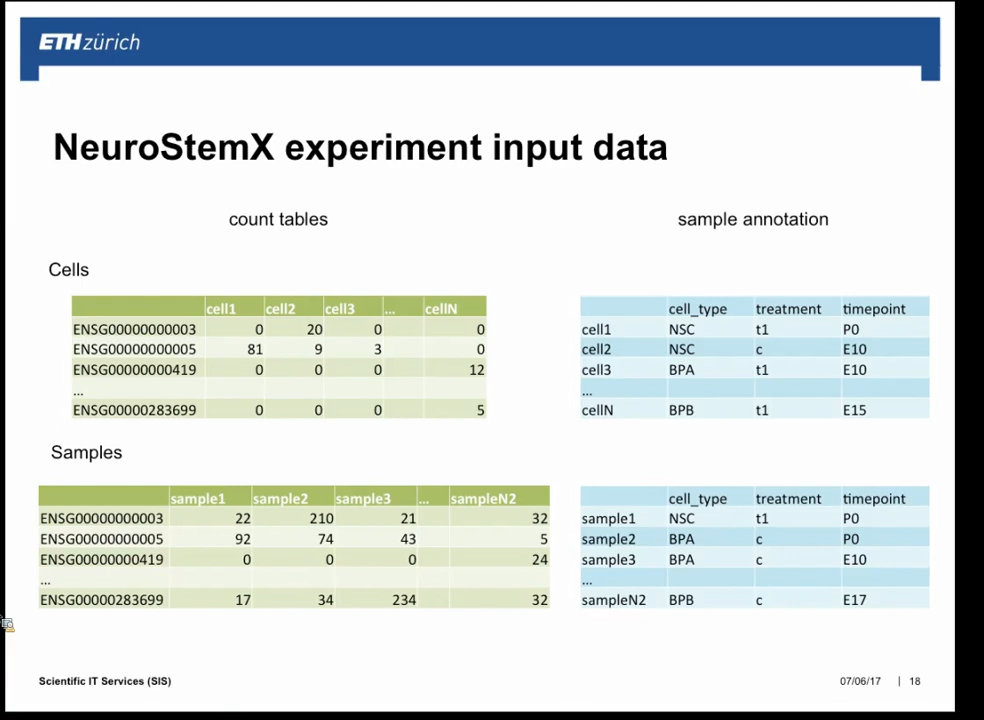 ETH zürich
NeuroStemX experiment input data
count tables
sample annotation
Cells
cell1 cell2 cell3 ... cellN
ENSG00000000003 0 20 0 0
ENSG00000000005 81 9 3 0
ENSG00000000419 0 0 0 12
...
ENSG00000283699 0 0 0 5
cell_type treatment timepoint
cell1 NSC t1 P0
cell2 NSC c E10
cell3 BPA t1 E10
...
cellN BPB t1 E15
Samples
sample1 sample2 sample3 ... sampleN2
ENSG00000000003 22 210 21 32
ENSG00000000005 92 74 43 5
ENSG00000000419 0 0 0 24
...
ENSG00000283699 17 34 234 32
cell_type treatment timepoint
sample1 NSC t1 P0
sample2 BPA c P0
sample3 BPA c E10
...
sampleN2 BPB c E17
Scientific IT Services (SIS)
07/06/17 | 18